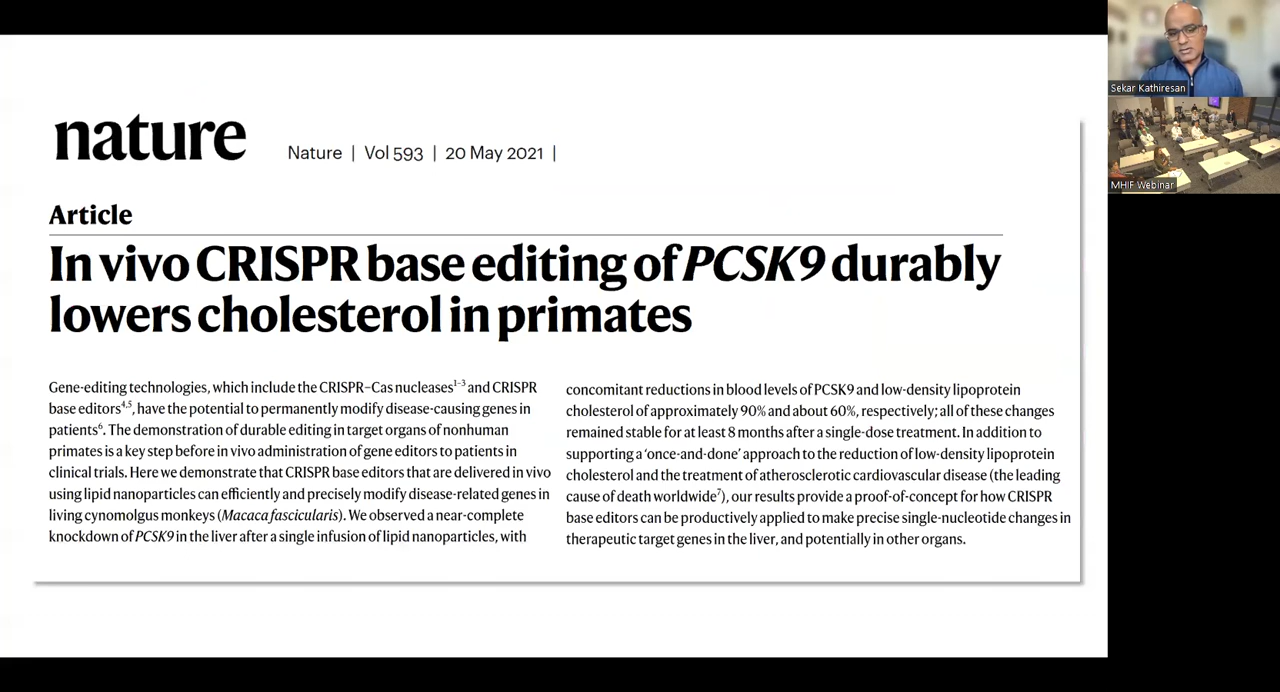 nature
Nature | Vol 593 | 20 May 2021 |
Article
In vivo CRISPR base editing of PCSK9 durably
lowers cholesterol in primates
Gene-editing technologies, which include the CRISPR–Cas nucleases1–3 and CRISPR
base editors4,5, have the potential to permanently modify disease-causing genes in
patients6. The demonstration of durable editing in target organs of nonhuman
primates is a key step before in vivo administration of gene editors to patients in
clinical trials. Here we demonstrate that CRISPR base editors that are delivered in vivo
using lipid nanoparticles can efficiently and precisely modify disease-related genes in
living cynomolgus monkeys (Macaca fascicularis). We observed a near-complete
knockdown of PCSK9 in the liver after a single infusion of lipid nanoparticles, with
concomitant reductions in blood levels of PCSK9 and low-density lipoprotein
cholesterol of approximately 90% and about 60%, respectively; all of these changes
remained stable for at least 8 months after a single-dose treatment. In addition to
supporting a ‘once-and-done’ approach to the reduction of low-density lipoprotein
cholesterol and the treatment of atherosclerotic cardiovascular disease (the leading
cause of death worldwide7), our results provide a proof-of-concept for how CRISPR
base editors can be productively applied to make precise single-nucleotide changes in
therapeutic target genes in the liver, and potentially in other organs.
Sekar Kathiresan
MHIF Webinar